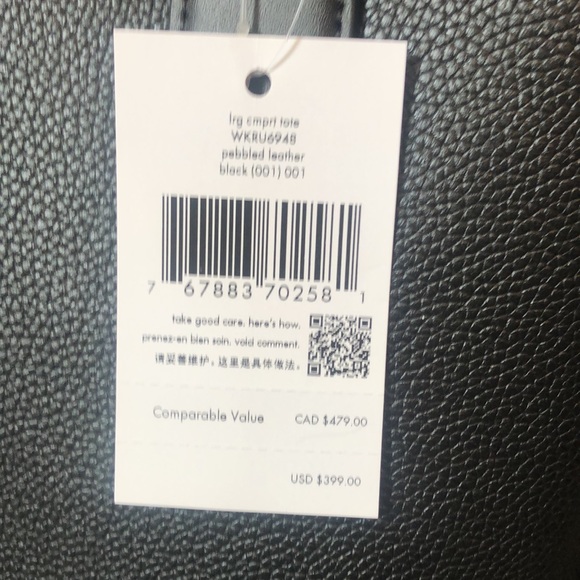 lrg cmprt tote
WKRU6948
pebbled leather
black (001) 001
7 67883 70258 1
take good care. here's how.
prenez-en bien soin. voici comment.
请妥善维护。这里是具体做法。
Comparable Value CAD $479.00
USD $399.00